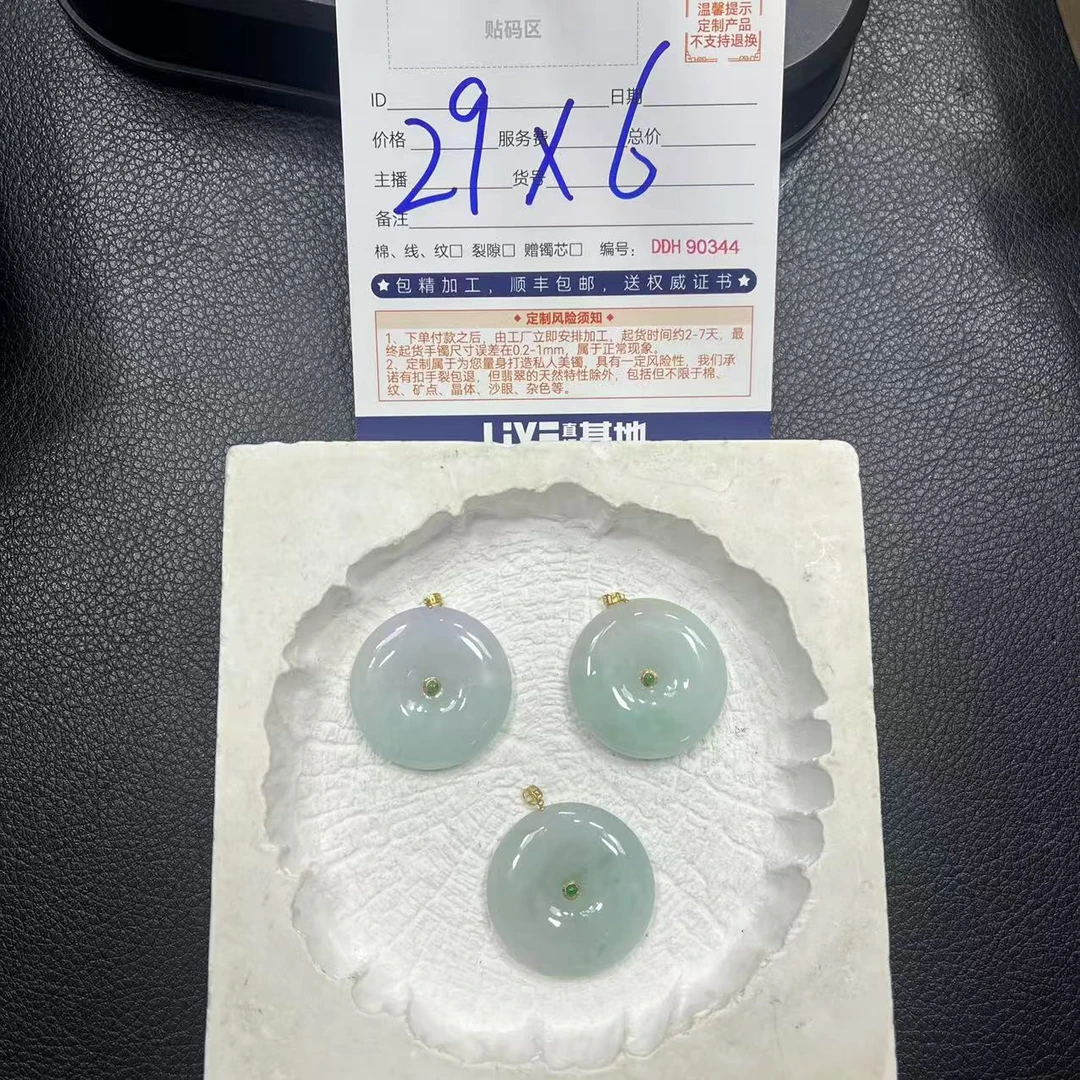 贴码区
温馨提示
定制产品
不支持退换
ID 日期
价格 服务费 总价
主播 货号
29 X 6
备注
棉、线、纹□ 裂隙□ 赠镯芯□ 编号： DDH 90344
★包精加工，顺丰包邮，送权威证书★
◆ 定制风险须知 ◆
1、下单付款之后，由工厂立即安排加工，起货时间约2-7天，最
终起货手镯尺寸误差在0.2-1mm，属于正常现象。
2、定制属于为您量身打造私人美镯，具有一定风险性，我们承
诺有扣手裂包退，但翡翠的天然特性除外，包括但不限于棉、
纹、矿点、晶体、沙眼、杂色等。
LIVE 基地